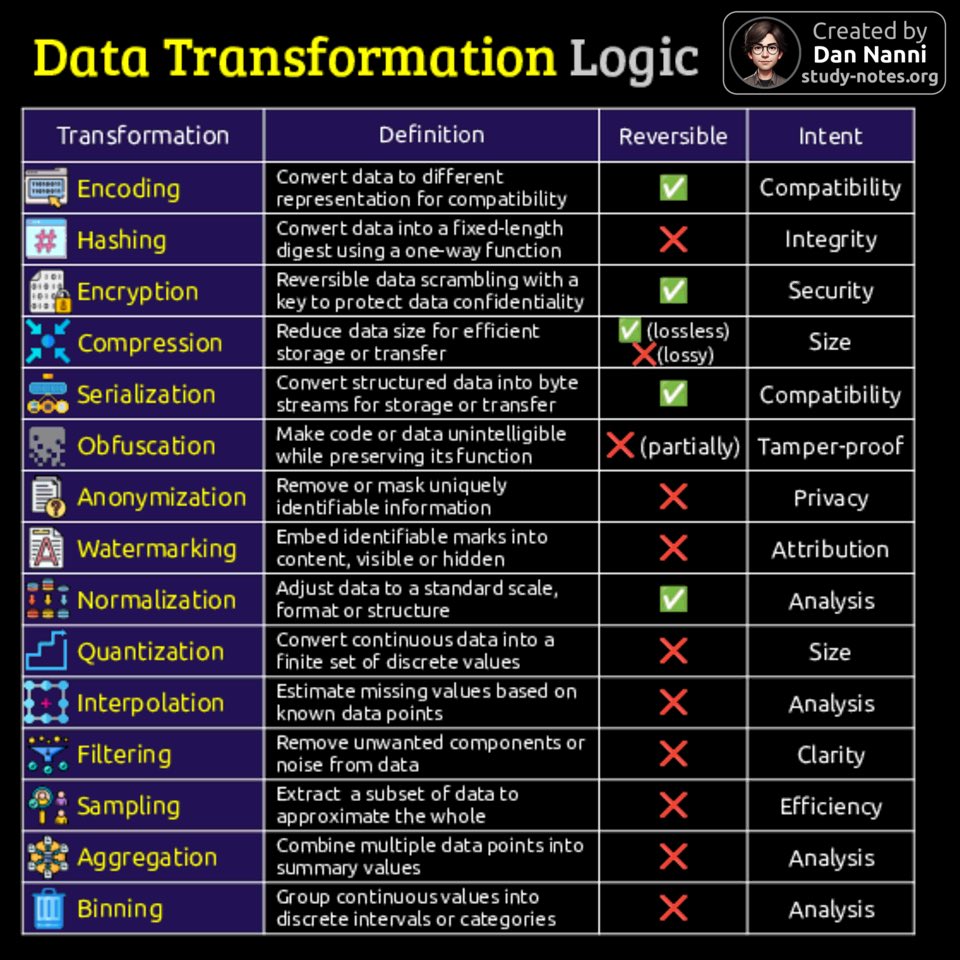 Data Transformation Logic
Created by
Dan Nanni
study-notes.org
Transformation Definition Reversible Intent
Encoding
Convert data to different
representation for compatibility
✅
Compatibility
Hashing
Convert data into a fixed-length
digest using a one-way function
❌
Integrity
Encryption
Reversible data scrambling with a
key to protect data confidentiality
✅
Security
Compression
Reduce data size for efficient
storage or transfer
✅ (lossless)
❌(lossy)
Size
Serialization
Convert structured data into byte
streams for storage or transfer
✅
Compatibility
Obfuscation
Make code or data unintelligible
while preserving its function
❌ (partially)
Tamper-proof
Anonymization
Remove or mask uniquely
identifiable information
❌
Privacy
Watermarking
Embed identifiable marks into
content, visible or hidden
❌
Attribution
Normalization
Adjust data to a standard scale,
format or structure
✅
Analysis
Quantization
Convert continuous data into a
finite set of discrete values
❌
Size
Interpolation
Estimate missing values based on
known data points
❌
Analysis
Filtering
Remove unwanted components or
noise from data
❌
Clarity
Sampling
Extract a subset of data to
approximate the whole
❌
Efficiency
Aggregation
Combine multiple data points into
summary values
❌
Analysis
Binning
Group continuous values into
discrete intervals or categories
❌
Analysis